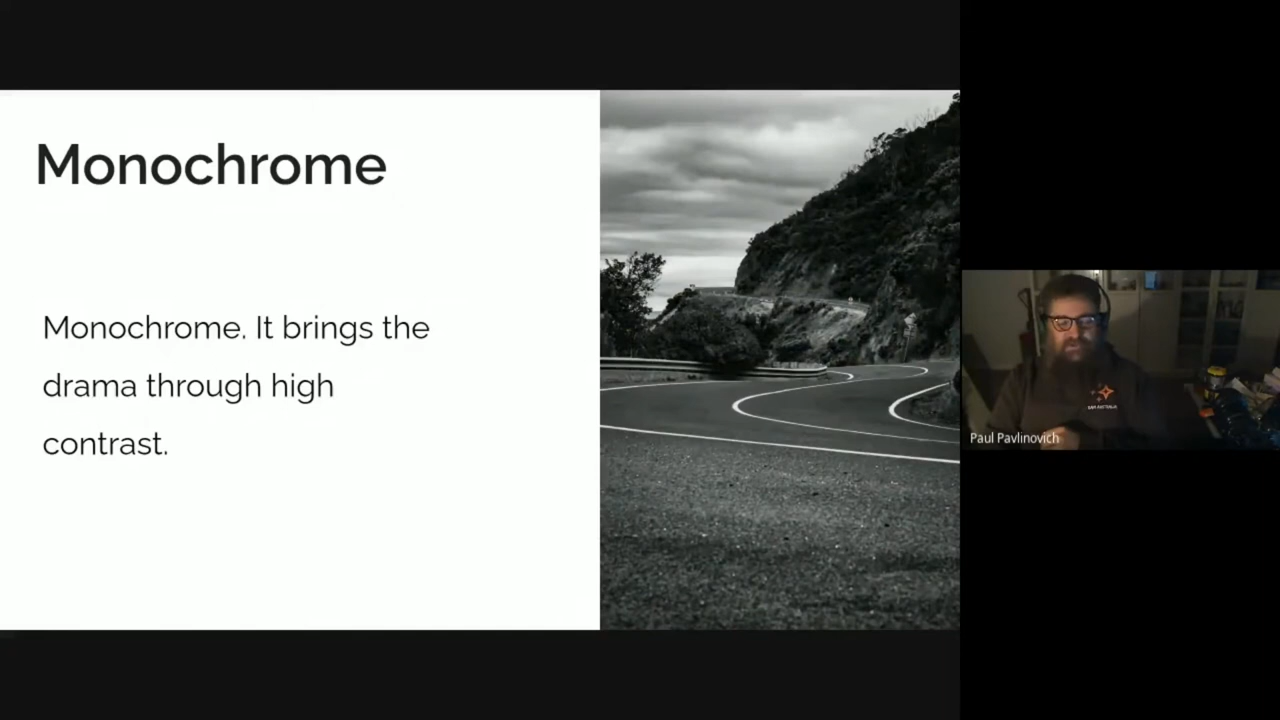 Monochrome
Monochrome. It brings the
drama through high
contrast.
Paul Pavlinovich